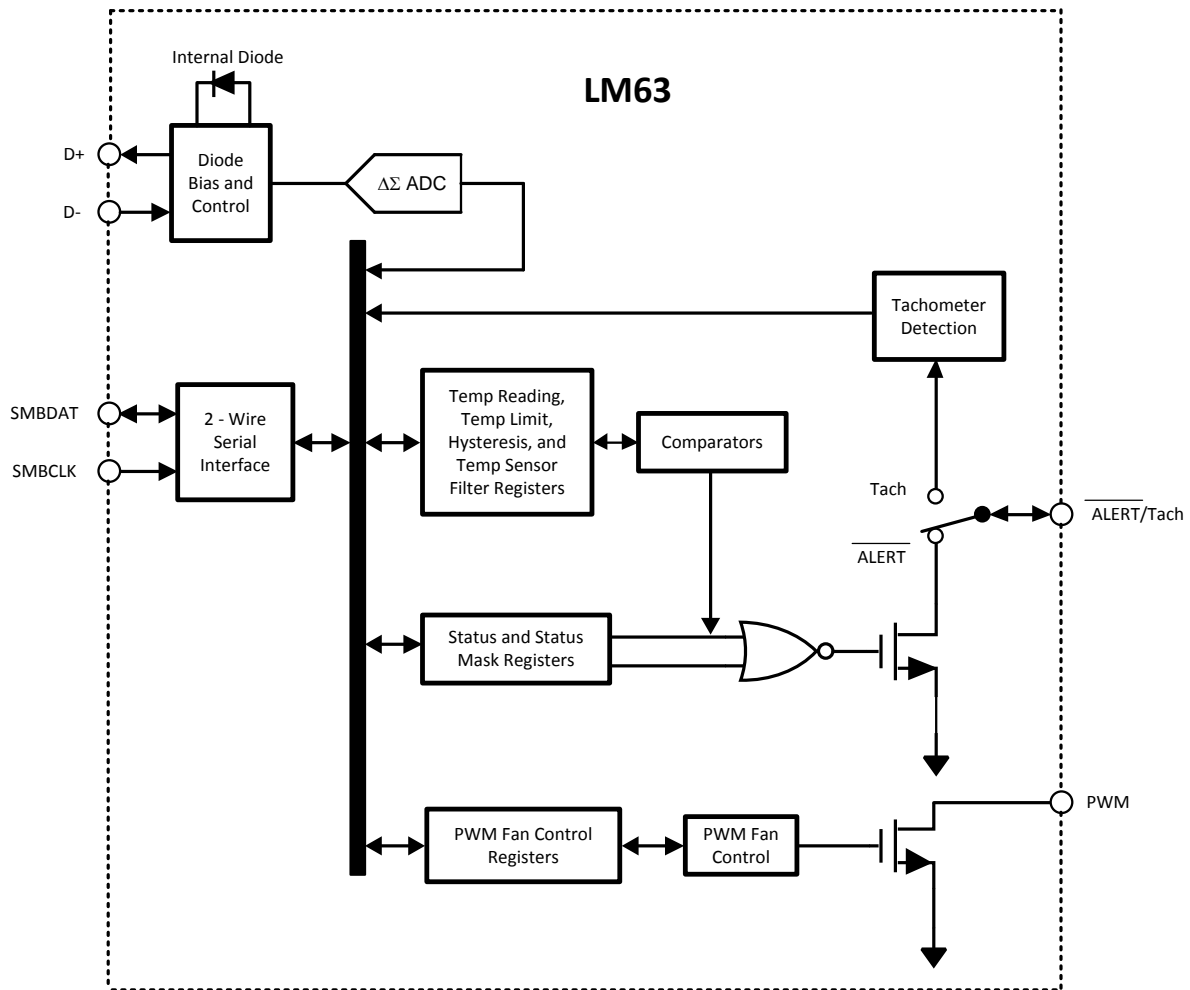 Internal Diode
LM63
D+
D-
Diode
Bias and
Control
ΔΣ ADC
Tachometer
Detection
SMBDAT
SMBCLK
2 - Wire
Serial
Interface
Temp Reading,
Temp Limit,
Hysteresis, and
Temp Sensor
Filter Registers
Comparators
Tach
ALERT
ALERT/Tach
Status and Status
Mask Registers
PWM
PWM Fan Control
Registers
PWM Fan
Control